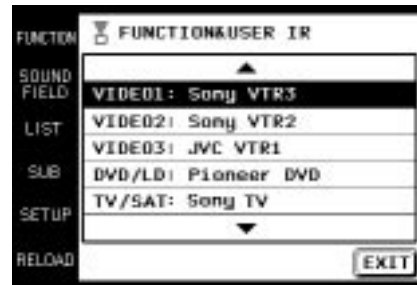 FUNCTION
SOUND
FIELD
LIST
SUB
SETUP
RELOAD
FUNCTION&USER IR
VIDEO1: Sony VTR3
VIDEO2: Sony VTR2
VIDEO3: JVC VTR1
DVD/LD: Pioneer DVD
TV/SAT: Sony TV
EXIT